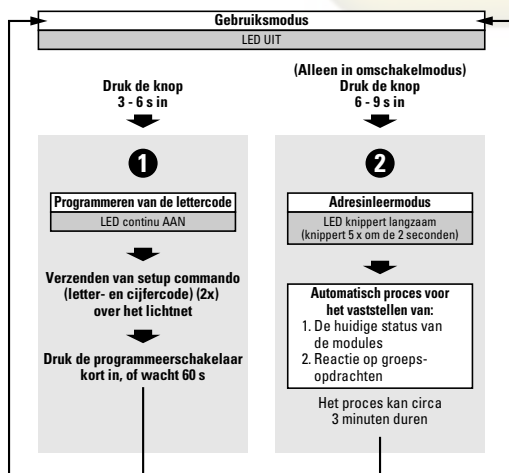 Gebruiksmodus
LED UIT
Druk de knop
3 - 6 s in
(Alleen in omschakelmodus)
Druk de knop
6 - 9 s in
1
Programmeren van de lettercode
LED continu AAN
Verzenden van setup commando
(letter- en cijfercode) (2x)
over het lichtnet
Druk de programmeerschakelaar
kort in, of wacht 60 s
2
Adresinleermodus
LED knippert langzaam
(knippert 5 x om de 2 seconden)
Automatisch proces voor
het vaststellen van:
1. De huidige status van
de modules
2. Reactie op groeps-
opdrachten
Het proces kan circa
3 minuten duren